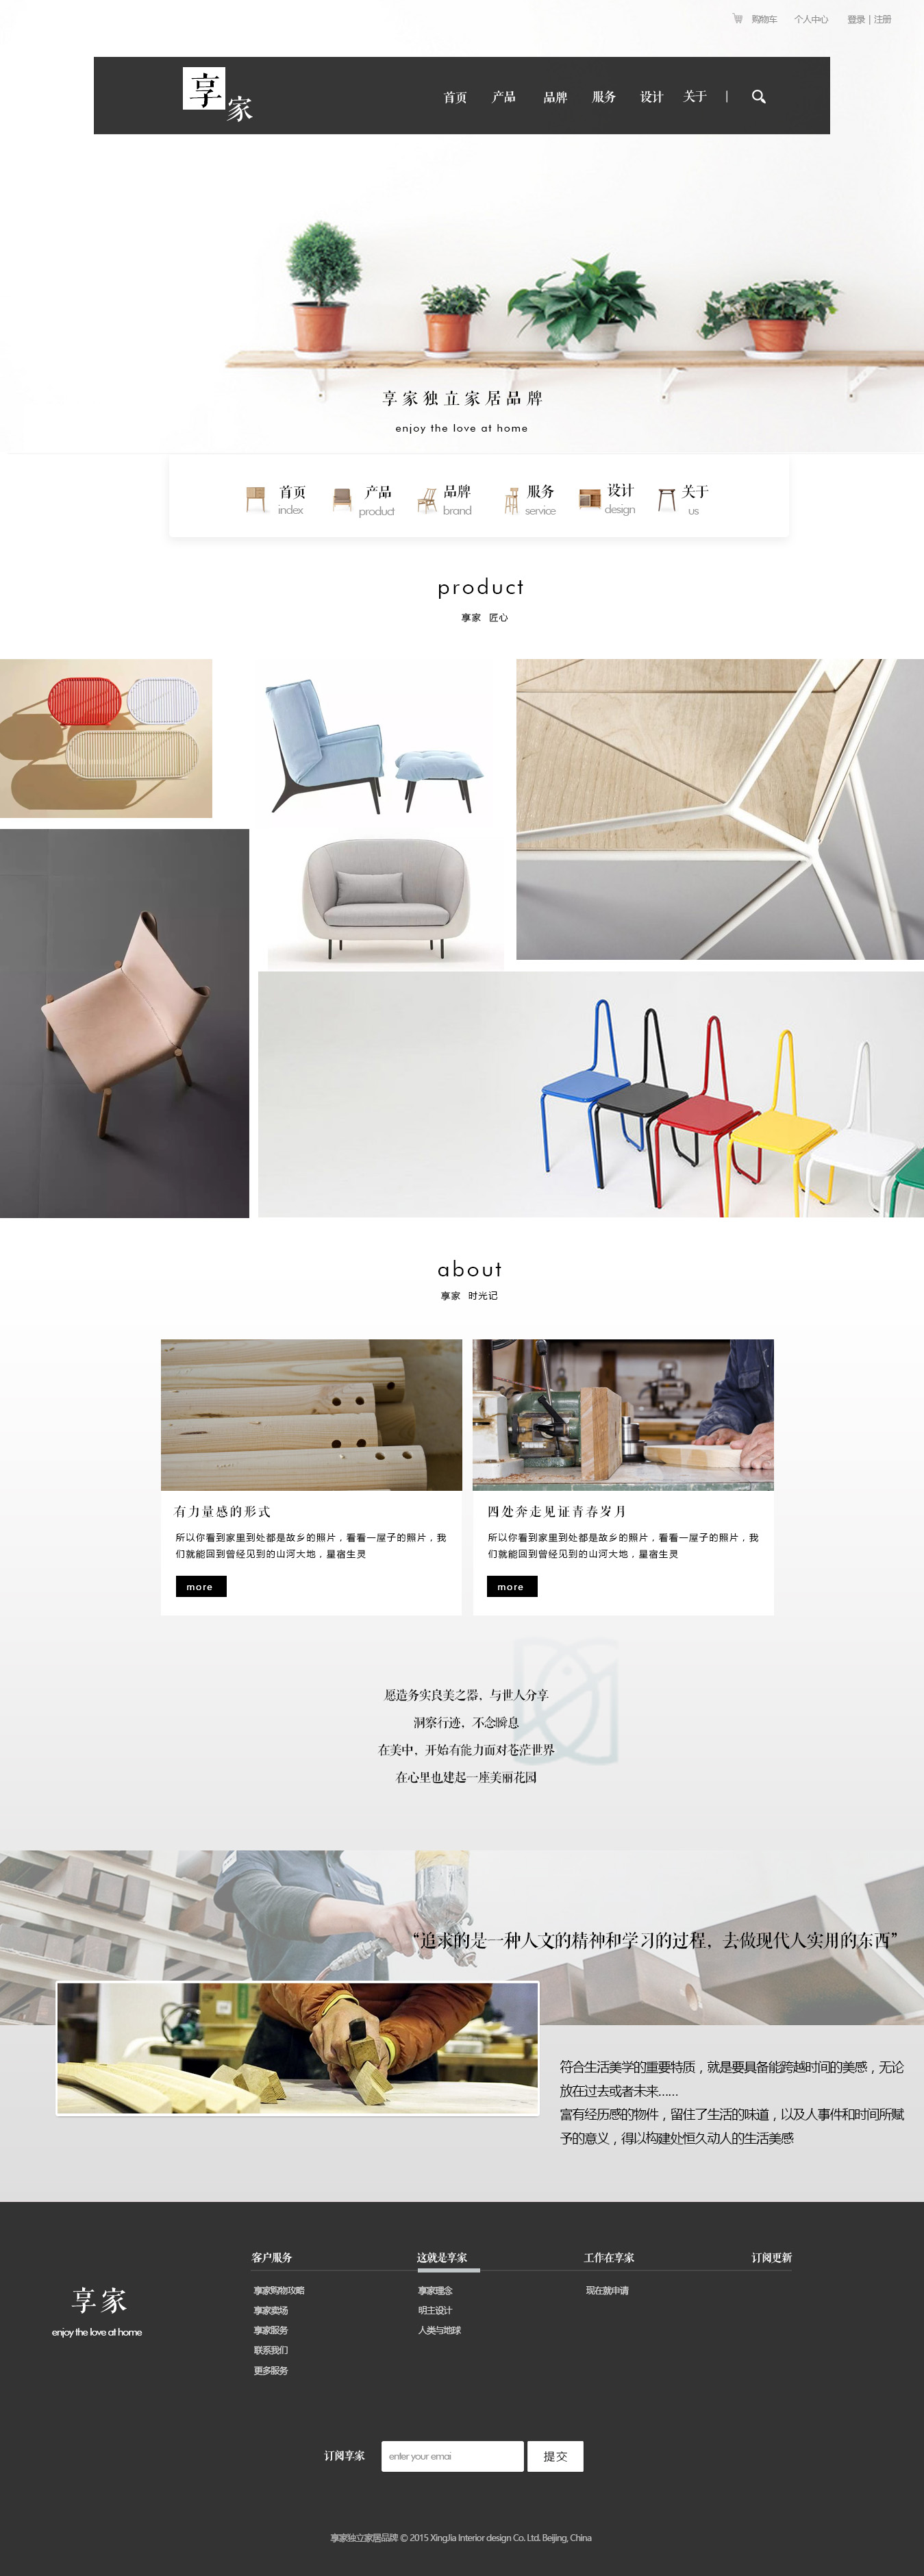 购物车 个人中心 登录 | 注册
享家
首页 产品 品牌 服务 设计 关于 |
享家独立家居品牌
enjoy the love at home
首页 产品 品牌 服务 设计 关于
index product brand service design us
product
享家 匠心
about
享家 时光记
有力量感的形式
所以你看到家里到处都是故乡的照片，看看一屋子的照片，我
们就能回到曾经见到的山河大地，星宿生灵
more
四处奔走见证青春岁月
所以你看到家里到处都是故乡的照片，看看一屋子的照片，我
们就能回到曾经见到的山河大地，星宿生灵
more
愿造务实良美之器，与世人分享
洞察行迹，不念瞬息
在美中，开始有能力面对苍茫世界
在心里也建起一座美丽花园
“追求的是一种人文的精神和学习的过程，去做现代人实用的东西”
符合生活美学的重要特质，就是要具备能跨越时间的美感，无论
放在过去或者未来……
富有经历感的物件，留住了生活的味道，以及人事件和时间所赋
予的意义，得以构建处恒久动人的生活美感
享家
enjoy the love at home
客户服务
享家购物攻略
享家卖场
享家服务
联系我们
更多服务
这就是享家
享家理念
明主设计
人类与地球
工作在享家
现在就申请
订阅更新
订阅享家 enter your emai 提交
享家独立家居品牌 © 2015 XingJia Interior design Co. Ltd. Beijing, China